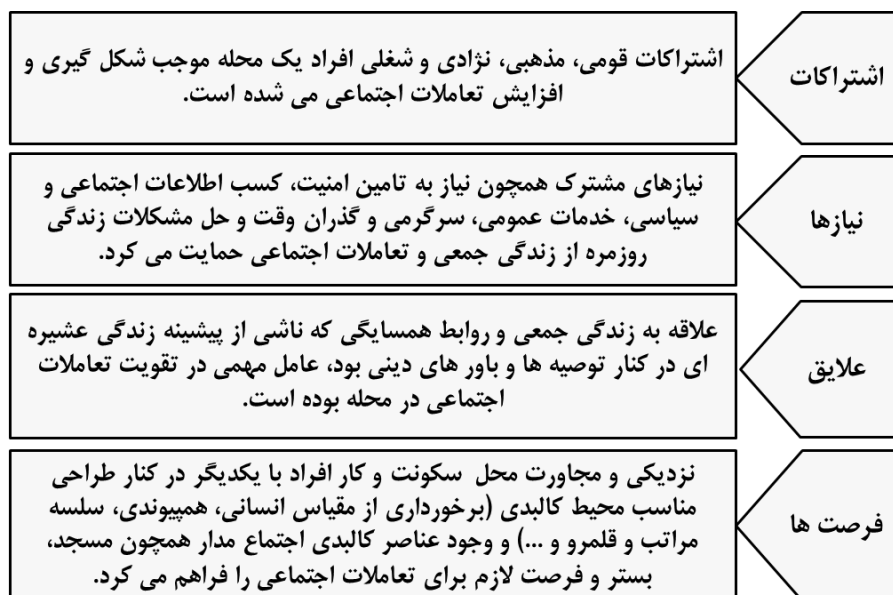 اشتراکات
اشتراکات قومی، مذهبی، نژادی و شغلی افراد یک محله موجب شکل گیری و
افزایش تعاملات اجتماعی می شده است.
نیازها
نیازهای مشترک همچون نیاز به تامین امنیت، کسب اطلاعات اجتماعی و
سیاسی، خدمات عمومی، سرگرمی و گذران وقت و حل مشکلات زندگی
روزمره از زندگی جمعی و تعاملات اجتماعی حمایت می کرد.
علایق
علاقه به زندگی جمعی و روابط همسایگی که ناشی از پیشینه زندگی عشیره
ای در کنار توصیه ها و باور های دینی بود، عامل مهمی در تقویت تعاملات
اجتماعی در محله بوده است.
فرصت ها
نزدیکی و مجاورت محل سکونت و کار افراد با یکدیگر در کنار طراحی
مناسب محیط کالبدی (برخورداری از مقیاس انسانی، همپیوندی، سلسه
مراتب و قلمرو و ...) و وجود عناصر کالبدی اجتماع مدار همچون مسجد،
بستر و فرصت لازم برای تعاملات اجتماعی را فراهم می کرد.